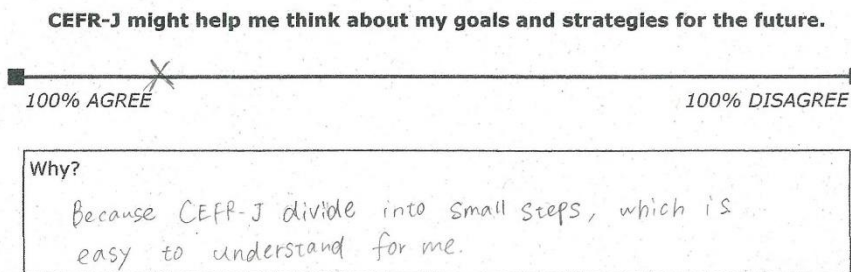 CEFR-J might help me think about my goals and strategies for the future.
100% AGREE 100% DISAGREE
Why?
Because CEFR-J divide into small steps, which is
easy to understand for me.